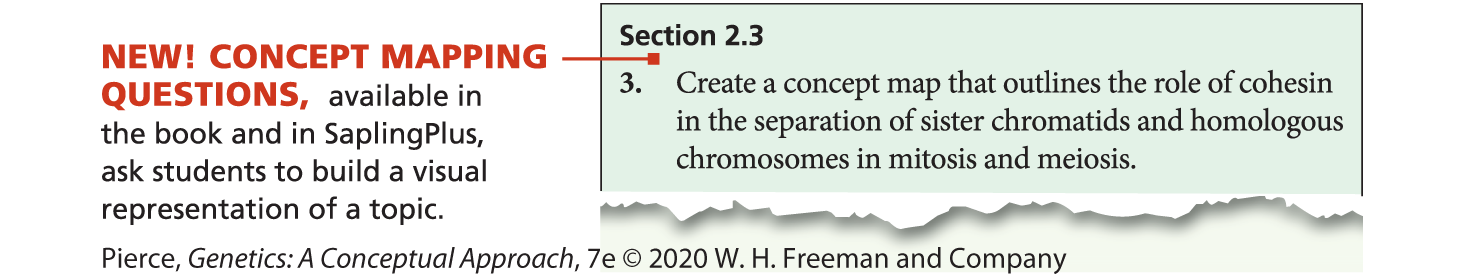 NEW! CONCEPT MAPPING
QUESTIONS, available in
the book and in SaplingPlus,
ask students to build a visual
representation of a topic.
Section 2.3
3. Create a concept map that outlines the role of cohesin
in the separation of sister chromatids and homologous
chromosomes in mitosis and meiosis.
Pierce, Genetics: A Conceptual Approach, 7e © 2020 W. H. Freeman and Company